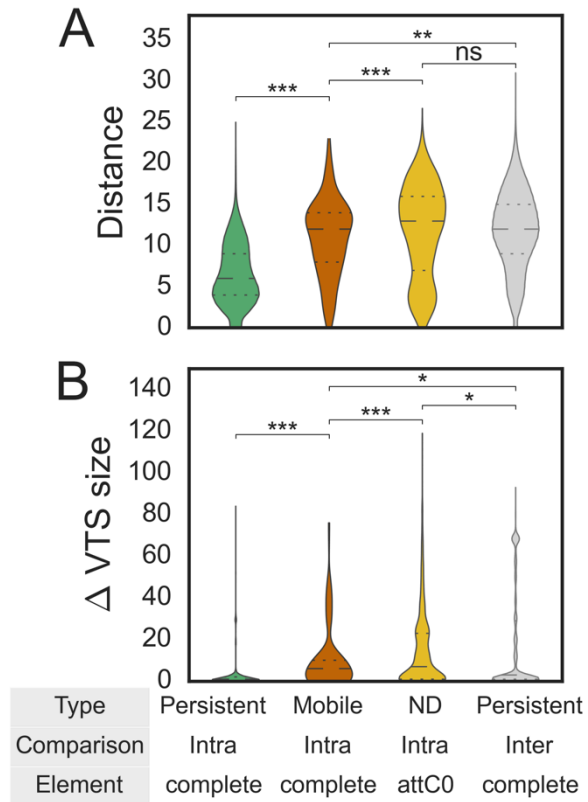 A
Distance
35
30
25
20
15
10
5
0
***
***
**
ns
B
Δ VTS size
140
120
100
80
60
40
20
0
***
***
*
*
Type Persistent Mobile ND Persistent
Comparison Intra Intra Intra Inter
Element complete complete attC0 complete